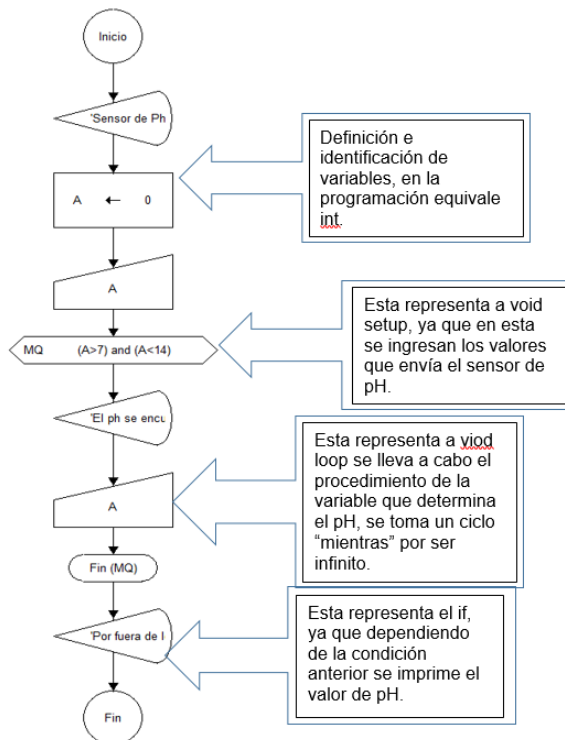 Inicio
'Sensor de Ph
Definición e
identificación de
variables, en la
programación equivale
int.
A ← 0
A
Esta representa a void
setup, ya que en esta
se ingresan los valores
que envía el sensor de
pH.
MQ (A>7) and (A<14)
'El ph se encu
Esta representa a viod
loop se lleva a cabo el
procedimiento de la
variable que determina
el pH, se toma un ciclo
“mientras” por ser
infinito.
A
Fin (MQ)
Esta representa el if,
ya que dependiendo
de la condición
anterior se imprime el
valor de pH.
'Por fuera de l
Fin